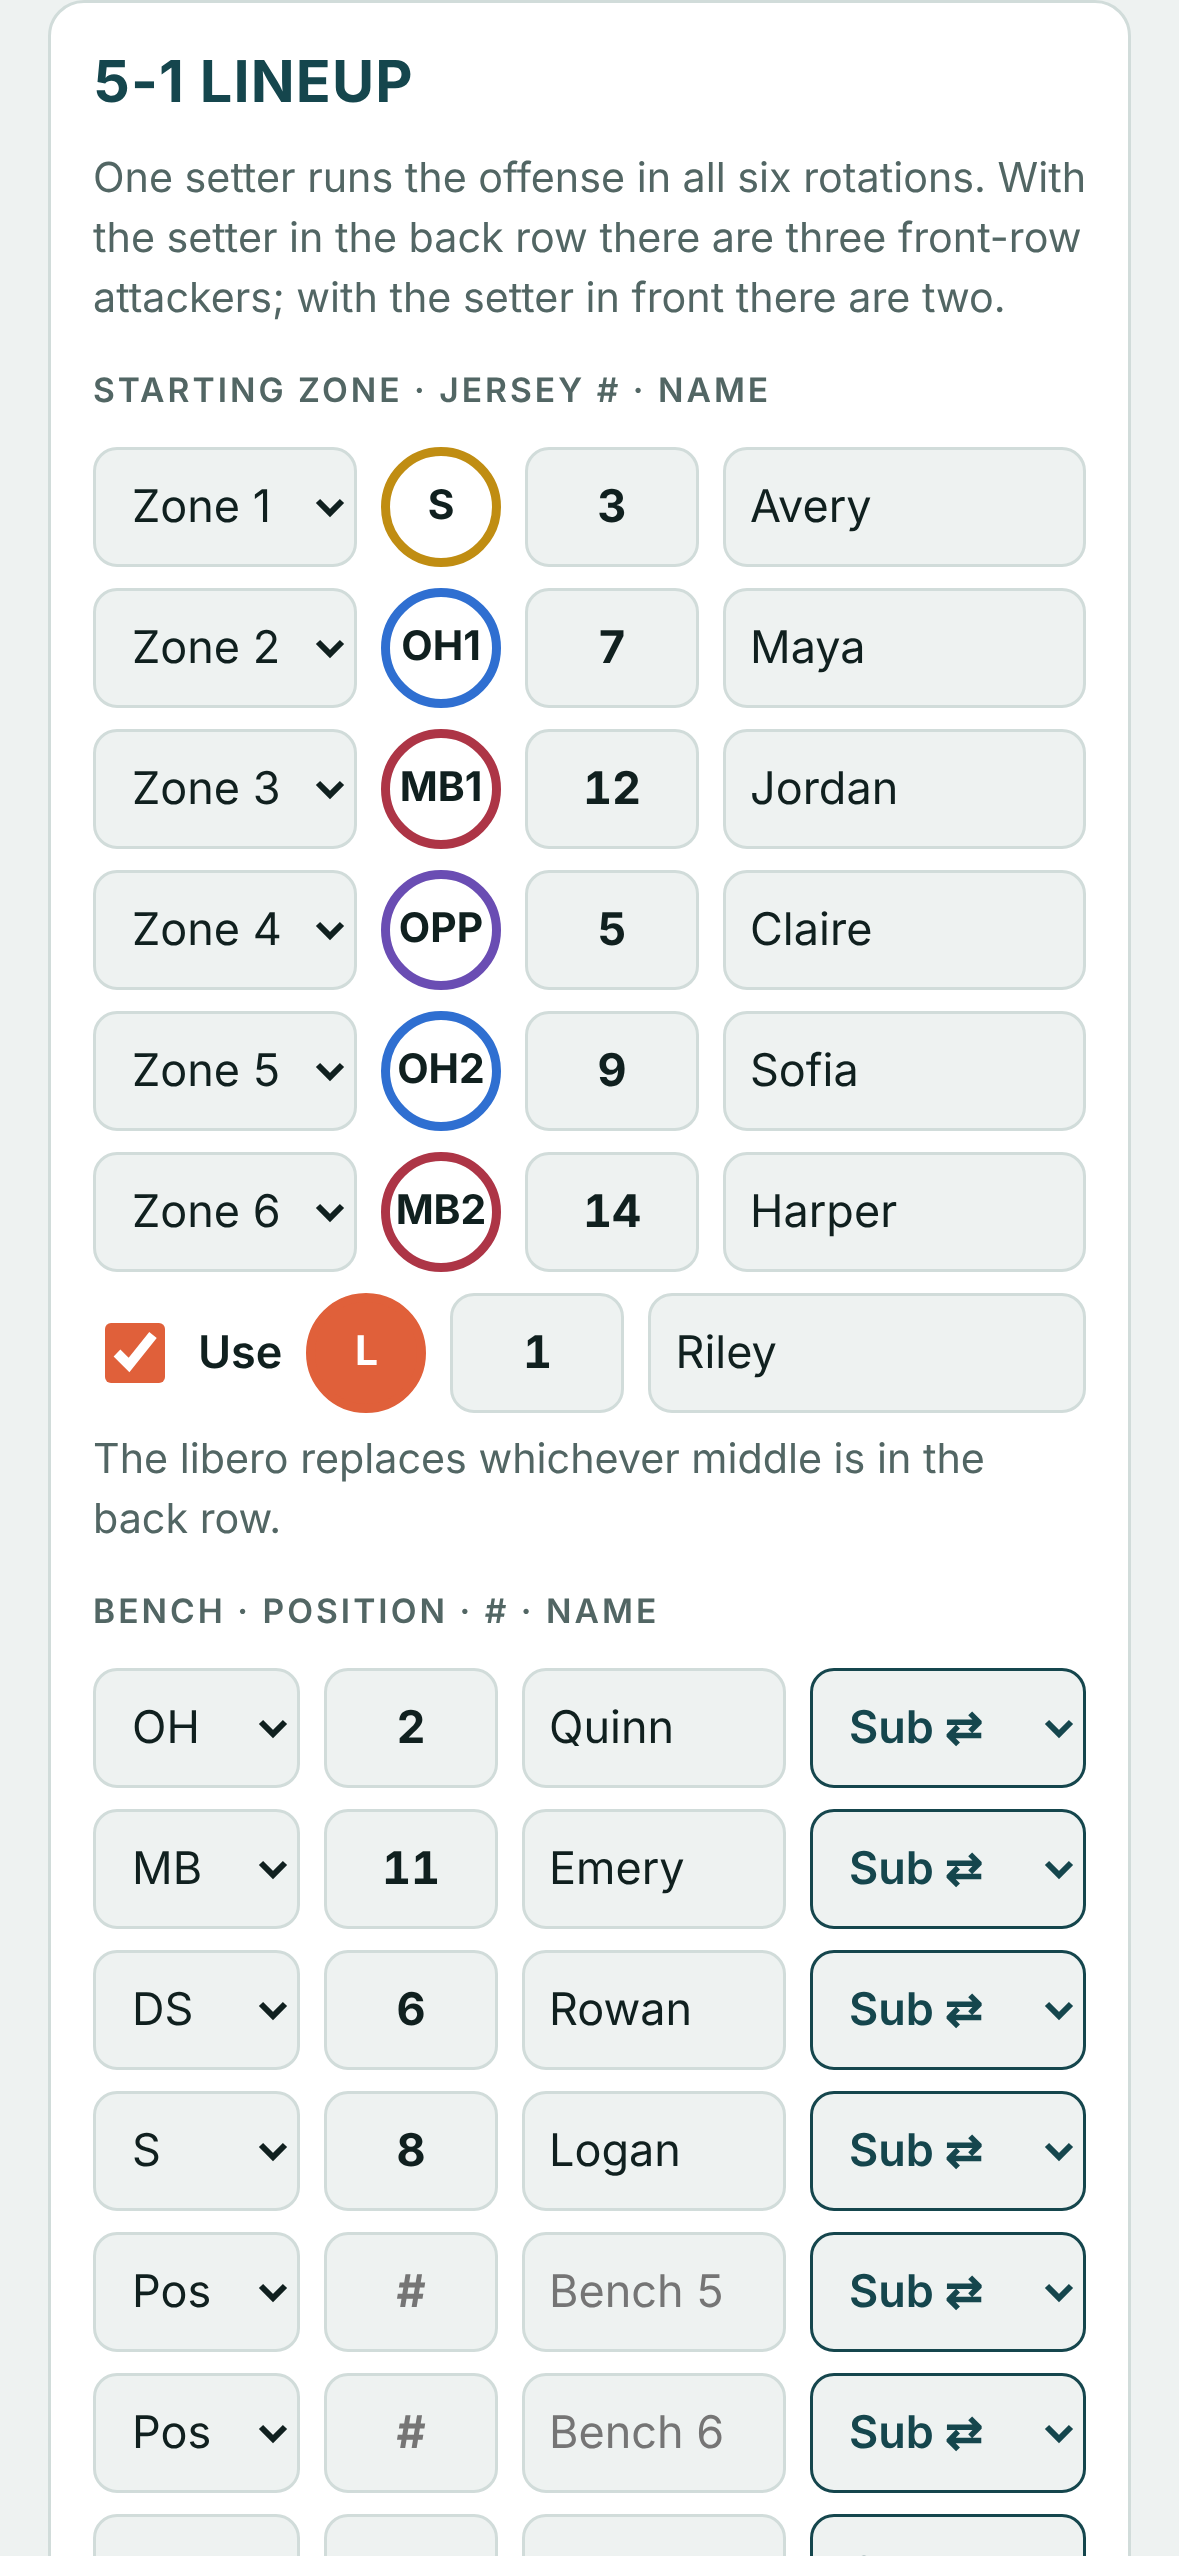 5-1 LINEUP
One setter runs the offense in all six rotations. With
the setter in the back row there are three front-row
attackers; with the setter in front there are two.
STARTING ZONE · JERSEY # · NAME
Zone 1 S 3 Avery
Zone 2 OH1 7 Maya
Zone 3 MB1 12 Jordan
Zone 4 OPP 5 Claire
Zone 5 OH2 9 Sofia
Zone 6 MB2 14 Harper
Use L 1 Riley
The libero replaces whichever middle is in the
back row.
BENCH · POSITION · # · NAME
OH 2 Quinn Sub ⇄
MB 11 Emery Sub ⇄
DS 6 Rowan Sub ⇄
S 8 Logan Sub ⇄
Pos # Bench 5 Sub ⇄
Pos # Bench 6 Sub ⇄